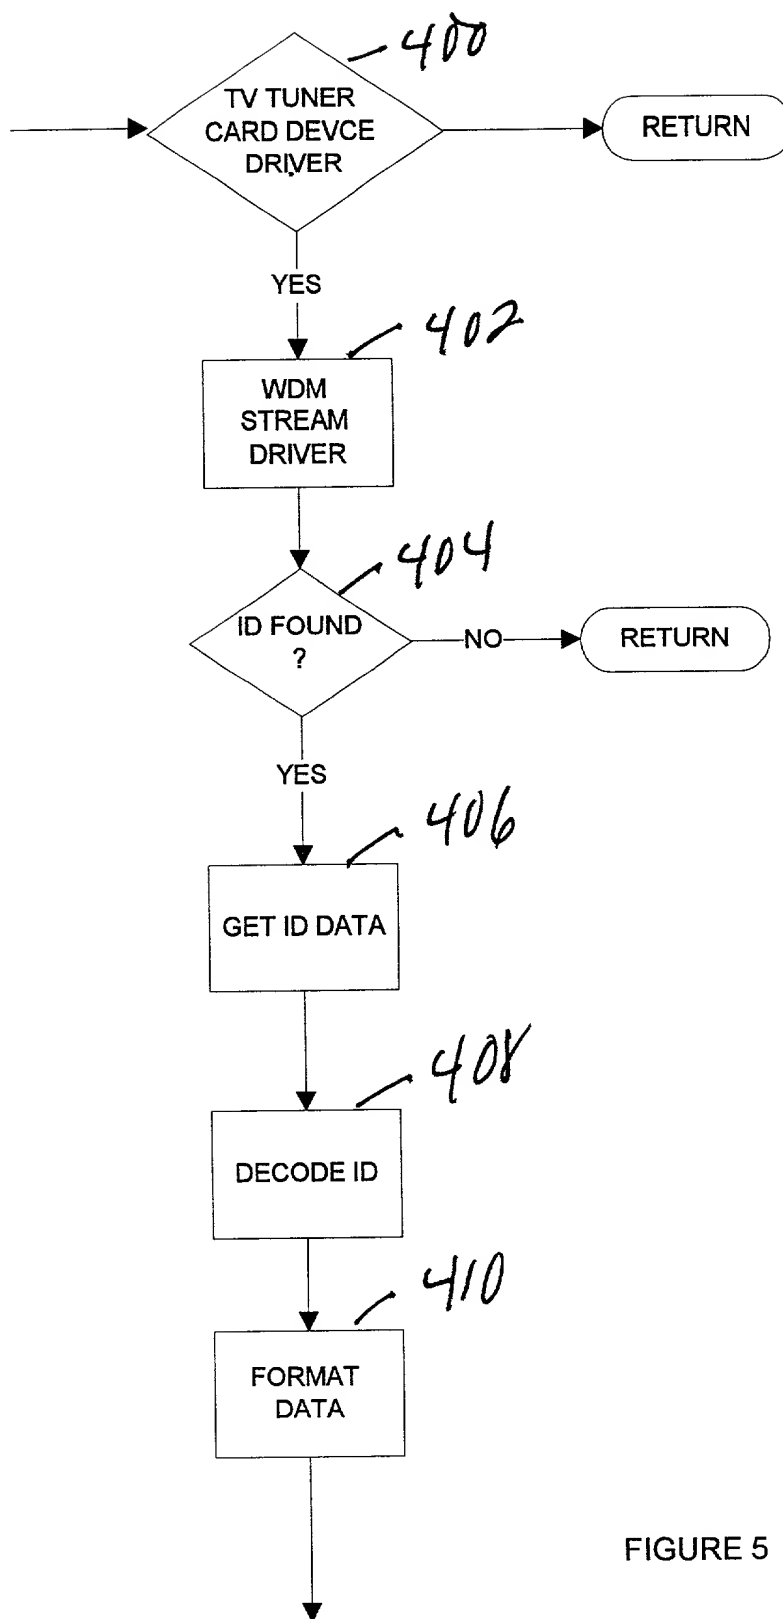 400
TV TUNER
CARD DEVCE
DRIVER
RETURN
YES
402
WDM
STREAM
DRIVER
404
ID FOUND
?
NO
RETURN
YES
406
GET ID DATA
408
DECODE ID
410
FORMAT
DATA
FIGURE 5